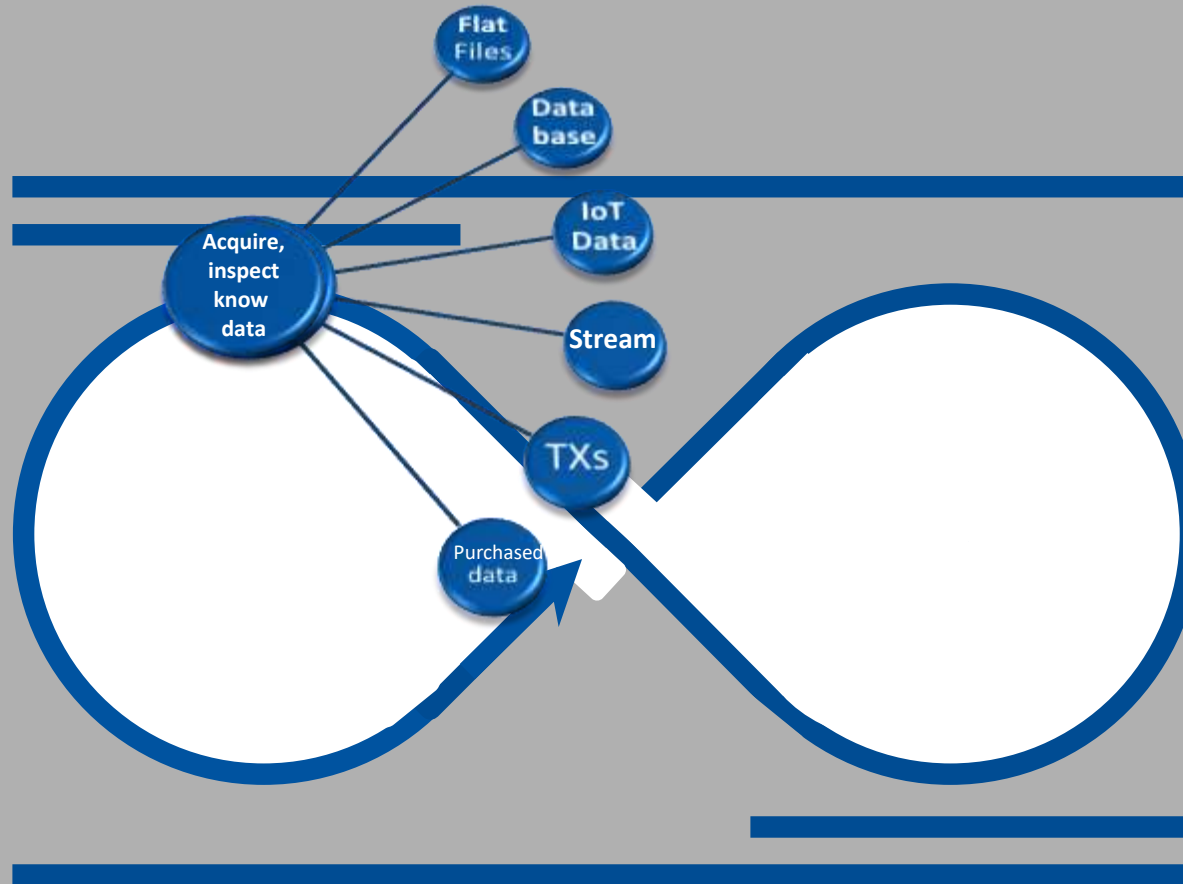 Flat
Files
Data
base
IoT
Data
Acquire,
inspect
know
data
Stream
TXs
Purchased
data